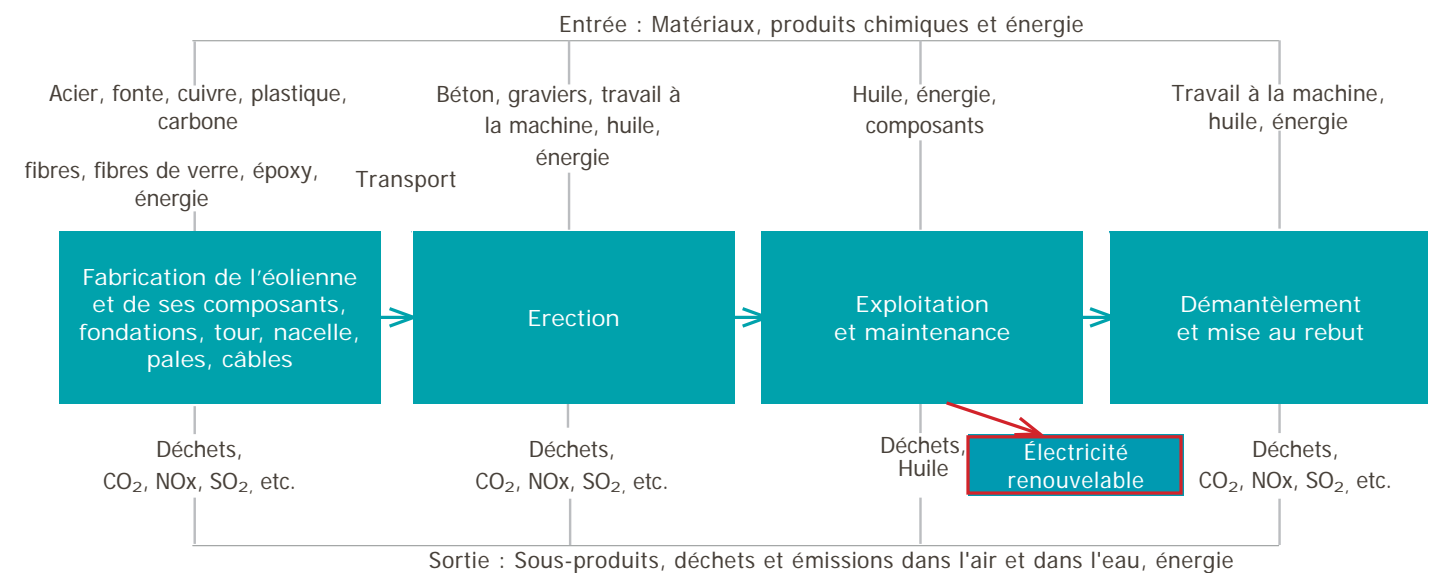 Entrée : Matériaux, produits chimiques et énergie
Acier, fonte, cuivre, plastique,
carbone
fibres, fibres de verre, époxy,
énergie
Transport
Béton, graviers, travail à
la machine, huile,
énergie
Huile, énergie,
composants
Travail à la machine,
huile, énergie
Fabrication de l'éolienne
et de ses composants,
fondations, tour, nacelle,
pales, câbles
Erection
Exploitation
et maintenance
Démantèlement
et mise au rebut
Déchets,
CO₂, NOx, SO₂, etc.
Déchets,
CO₂, NOx, SO₂, etc.
Déchets,
Huile
Électricité
renouvelable
Déchets,
CO₂, NOx, SO₂, etc.
Sortie : Sous-produits, déchets et émissions dans l'air et dans l'eau, énergie